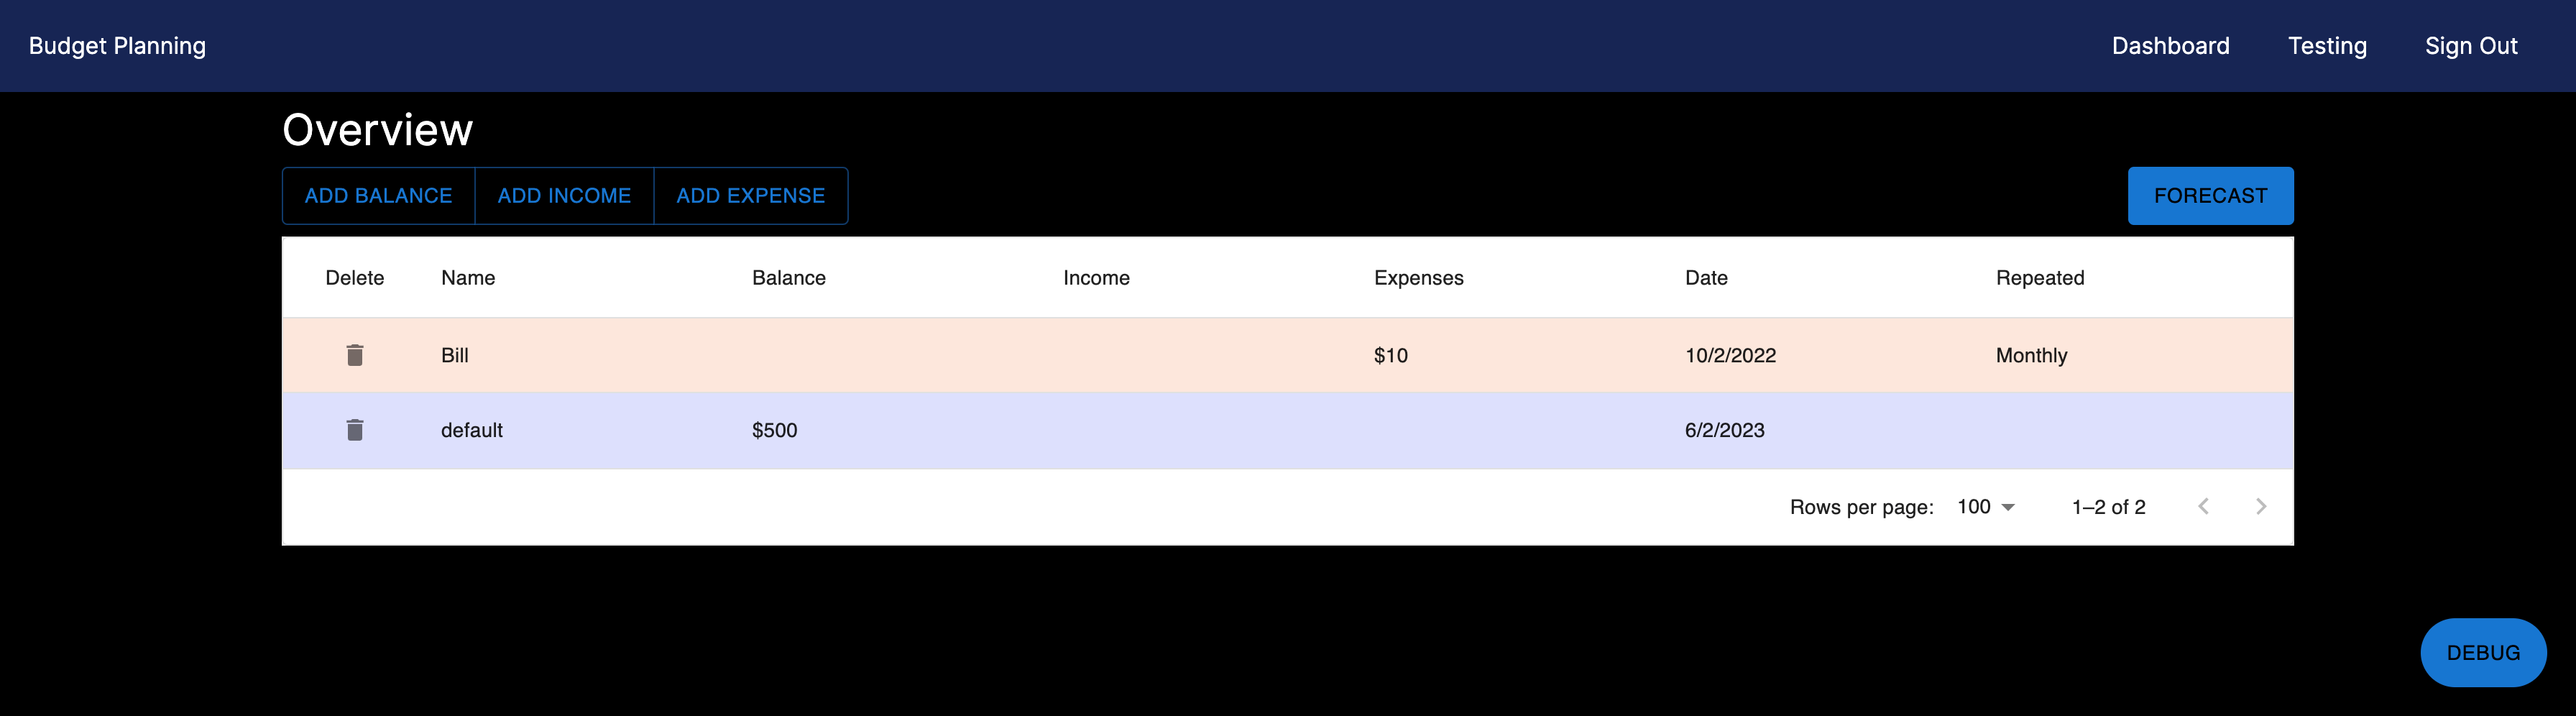 Budget Planning Dashboard Testing Sign Out
Overview
ADD BALANCE ADD INCOME ADD EXPENSE FORECAST
Delete Name Balance Income Expenses Date Repeated
Bill $10 10/2/2022 Monthly
default $500 6/2/2023
Rows per page: 100 1–2 of 2
DEBUG